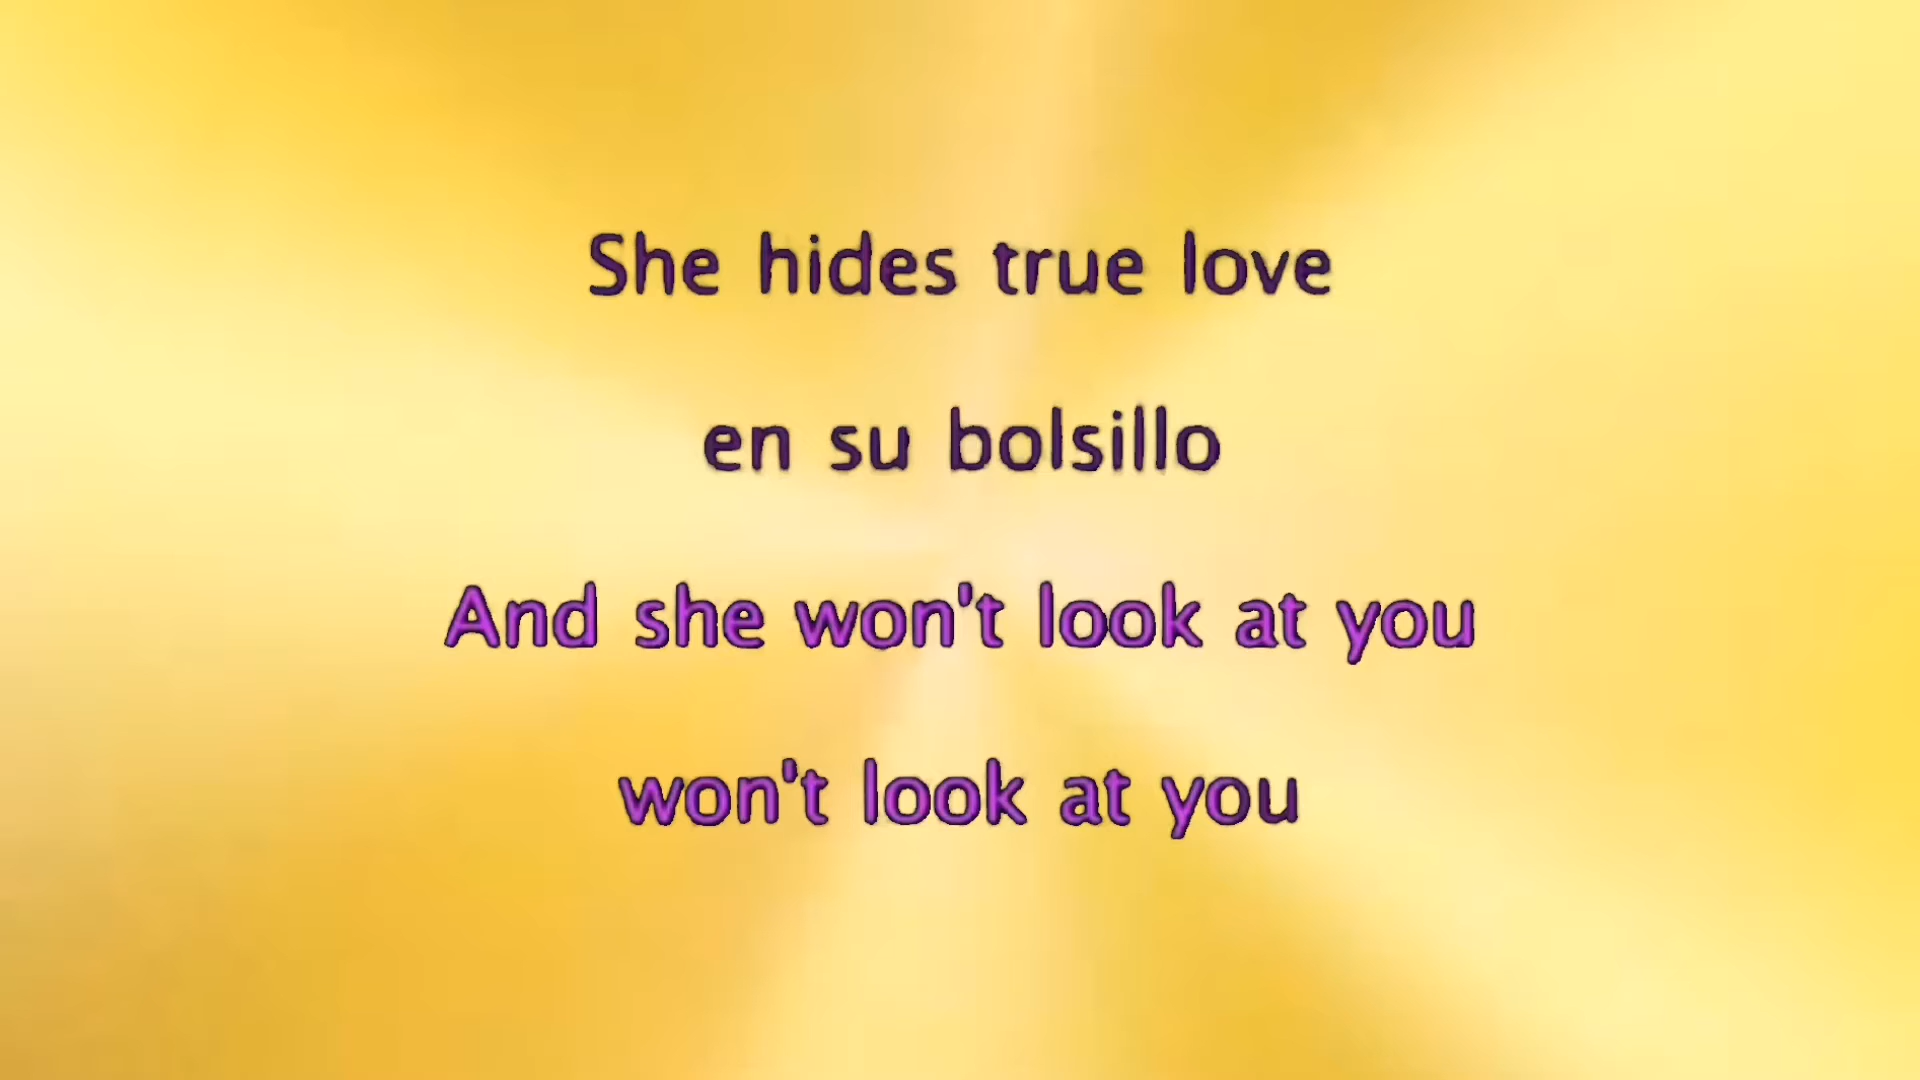 She hides true love
en su bolsillo
And she won't look at you
won't look at you